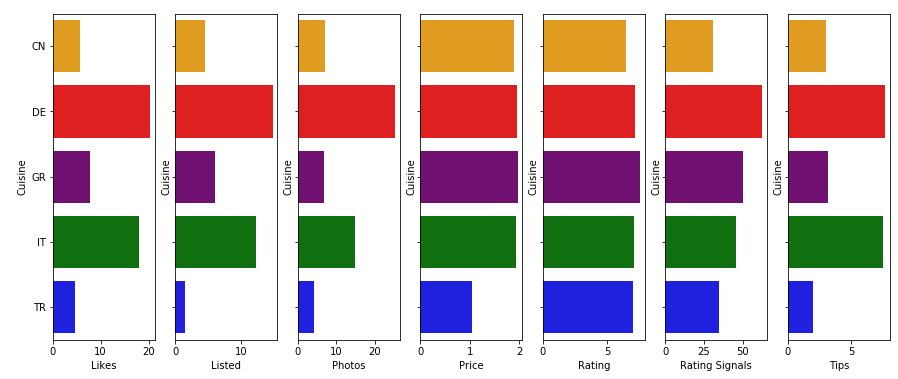 CN
DE
GR
IT
TR
Cuisine
Cuisine
Cuisine
Cuisine
Cuisine
Cuisine
Cuisine
0 10 20
0 10
0 10 20
0 1 2
0 5
0 25 50
0 5
Likes
Listed
Photos
Price
Rating
Rating Signals
Tips